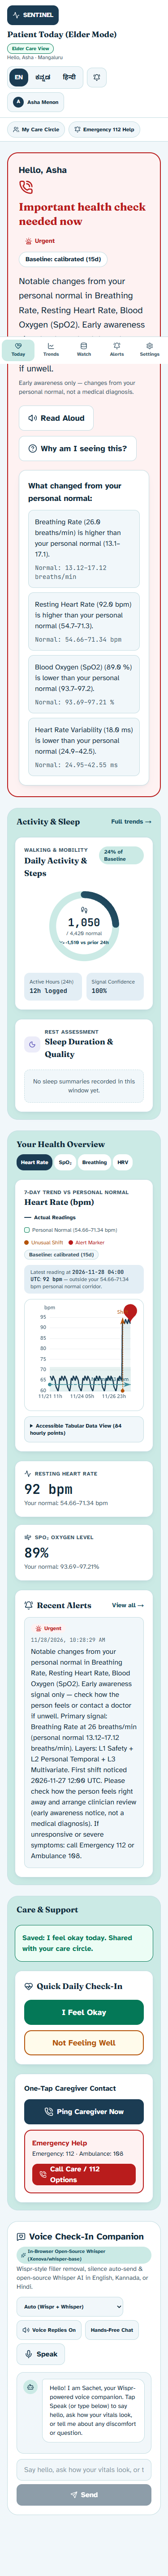 SENTINEL
Patient Today (Elder Mode)
Elder Care View
Hello, Asha · Mangaluru
EN ಕನ್ನಡ हिन्दी
A Asha Menon
My Care Circle Emergency 112 Help
Hello, Asha
Important health check
needed now
Urgent
Baseline: calibrated (15d)
Notable changes from your
personal normal in Breathing
Rate, Resting Heart Rate, Blood
Oxygen (SpO2). Early awareness
Today Trends Watch Alerts Settings
if unwell.
Early awareness only — changes from your
personal normal, not a medical diagnosis.
Read Aloud
Why am I seeing this?
What changed from your
personal normal:
Breathing Rate (26.0
breaths/min) is higher than
your personal normal (13.1–
17.1).
Normal: 13.12–17.12
breaths/min
Resting Heart Rate (92.0 bpm)
is higher than your personal
normal (54.7–71.3).
Normal: 54.66–71.34 bpm
Blood Oxygen (SpO2) (89.0 %)
is lower than your personal
normal (93.7–97.2).
Normal: 93.69–97.21 %
Heart Rate Variability (18.0 ms)
is lower than your personal
normal (24.9–42.5).
Normal: 24.95–42.55 ms
Activity & Sleep Full trends →
WALKING & MOBILITY
Daily Activity &
Steps
24% of
Baseline
1,050
/ 4,420 normal
~-1,510 vs prior 24h
Active Hours (24h)
12h logged
Signal Confidence
100%
REST ASSESSMENT
Sleep Duration &
Quality
No sleep summaries recorded in this
window yet.
Your Health Overview
Heart Rate SpO₂ Breathing HRV
7-DAY TREND VS PERSONAL NORMAL
Heart Rate (bpm)
Actual Readings
Personal Normal (54.66–71.34 bpm)
Unusual Shift Alert Marker
Baseline: calibrated (15d)
Latest reading at 2026-11-28 04:00
UTC: 92 bpm — outside your 54.66–71.34
bpm personal normal corridor.
bpm
95
90
85
80
75
70
65
60
11/21 11h 11/24 05h 11/26 23h
▶ Accessible Tabular Data View (84
hourly points)
RESTING HEART RATE
92 bpm
Your normal: 54.66–71.34 bpm
SPO₂ OXYGEN LEVEL
89%
Your normal: 93.69–97.21%
Recent Alerts View all →
Urgent
11/28/2026, 10:28:29 AM
Notable changes from your
personal normal in Breathing
Rate, Resting Heart Rate, Blood
Oxygen (SpO2). Early awareness
signal only — check how the
person feels or contact a doctor
if unwell. Primary signal:
Breathing Rate at 26 breaths/min
(personal normal 13.12–17.12
breaths/min). Layers: L1 Safety +
L2 Personal Temporal + L3
Multivariate. First shift noticed
2026-11-27 12:00 UTC. Please
check how the person feels right
away and arrange clinician review
(early awareness notice, not a
medical diagnosis). If
unresponsive or severe
symptoms: call Emergency 112 or
Ambulance 108.
Care & Support
Saved: I feel okay today. Shared
with your care circle.
Quick Daily Check-In
I Feel Okay
Not Feeling Well
One-Tap Caregiver Contact
Ping Caregiver Now
Emergency Help
Emergency: 112 · Ambulance: 108
Call Care / 112
Options
Voice Check-In Companion
In-Browser Open-Source Whisper
(Xenova/whisper-base)
Wispr-style filler removal, silence auto-send &
open-source Whisper AI in English, Kannada, or
Hindi.
Auto (Wispr + Whisper)
Voice Replies On Hands-Free Chat
Speak
Hello! I am Sachet, your Wispr-
powered voice companion. Tap
Speak (or type below) to say
hello, ask how your vitals look,
or tell me about any discomfort
or question.
Say hello, ask how your vitals look, or t
Send